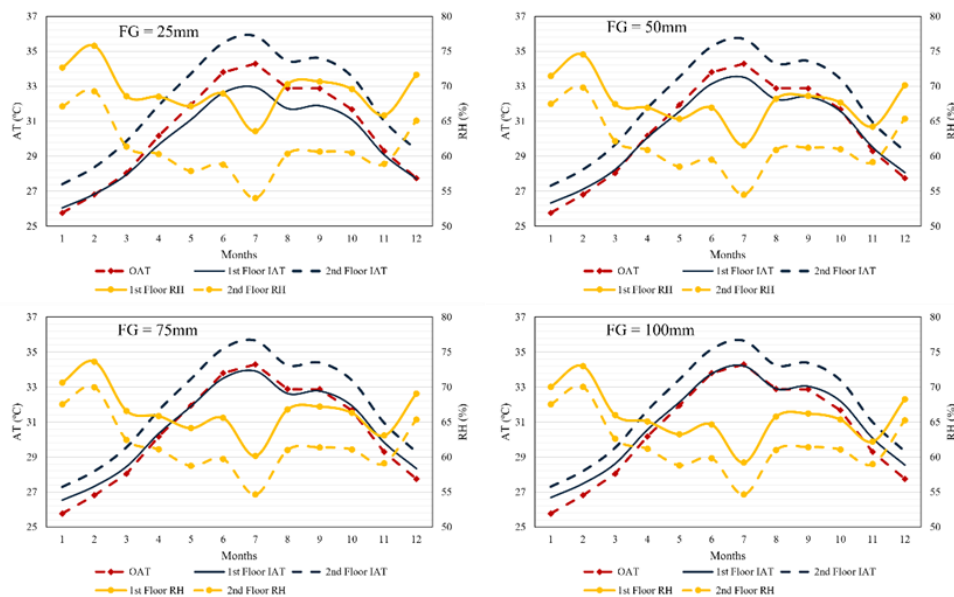 FG = 25mm
37
35
33
31
29
27
25
AT (ºC)
80
75
70
65
60
55
50
RH (%)
1 2 3 4 5 6 7 8 9 10 11 12
Months
OAT 1st Floor IAT 2nd Floor IAT
1st Floor RH 2nd Floor RH
FG = 50mm
37
35
33
31
29
27
25
AT (ºC)
80
75
70
65
60
55
50
RH (%)
1 2 3 4 5 6 7 8 9 10 11 12
Months
OAT 1st Floor IAT 2nd Floor IAT
1st Floor RH 2nd Floor RH
FG = 75mm
37
35
33
31
29
27
25
AT (ºC)
80
75
70
65
60
55
50
RH (%)
1 2 3 4 5 6 7 8 9 10 11 12
Months
OAT 1st Floor IAT 2nd Floor IAT
1st Floor RH 2nd Floor RH
FG = 100mm
37
35
33
31
29
27
25
AT (ºC)
80
75
70
65
60
55
50
RH (%)
1 2 3 4 5 6 7 8 9 10 11 12
Months
OAT 1st Floor IAT 2nd Floor IAT
1st Floor RH 2nd Floor RH